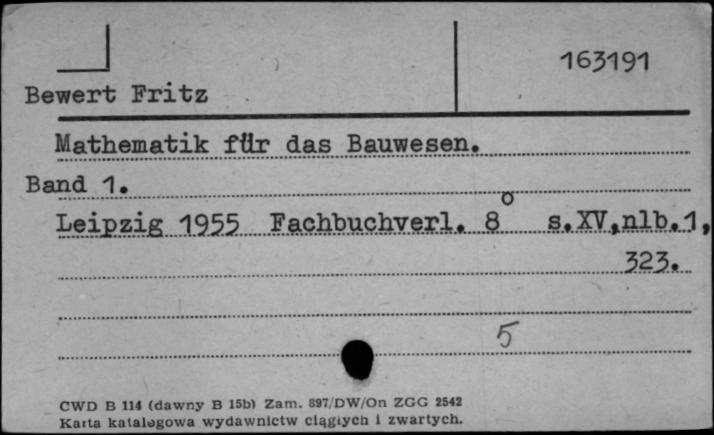 163191
Bewert Fritz
Mathematik für das Bauwesen.
Band 1.
Leipzig 1955 Fachbuchverl. 8° s.XV,nlb.1,
323.
5
CWD B 114 (dawny B 15b) Zam. 897/DW/On ZGG 2542
Karta katalogowa wydawnictw ciągłych i zwartych.